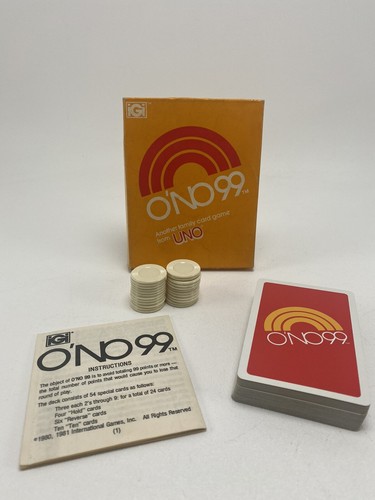 iGi
O'NO 99™
another family card game
from UNO®
iGi
O'NO 99™
INSTRUCTIONS
The object of O'NO 99 is to avoid totaling 99 points or more —
the total number of points that would cause you to lose that
round of play.
The deck consists of 54 special cards as follows:
Three each 2's through 9: for a total of 24 cards
Four "Hold" cards
Six "Reverse" cards
Ten "Ten" cards
©1980, 1981 International Games, Inc. All Rights Reserved
(1)
O'NO 99™